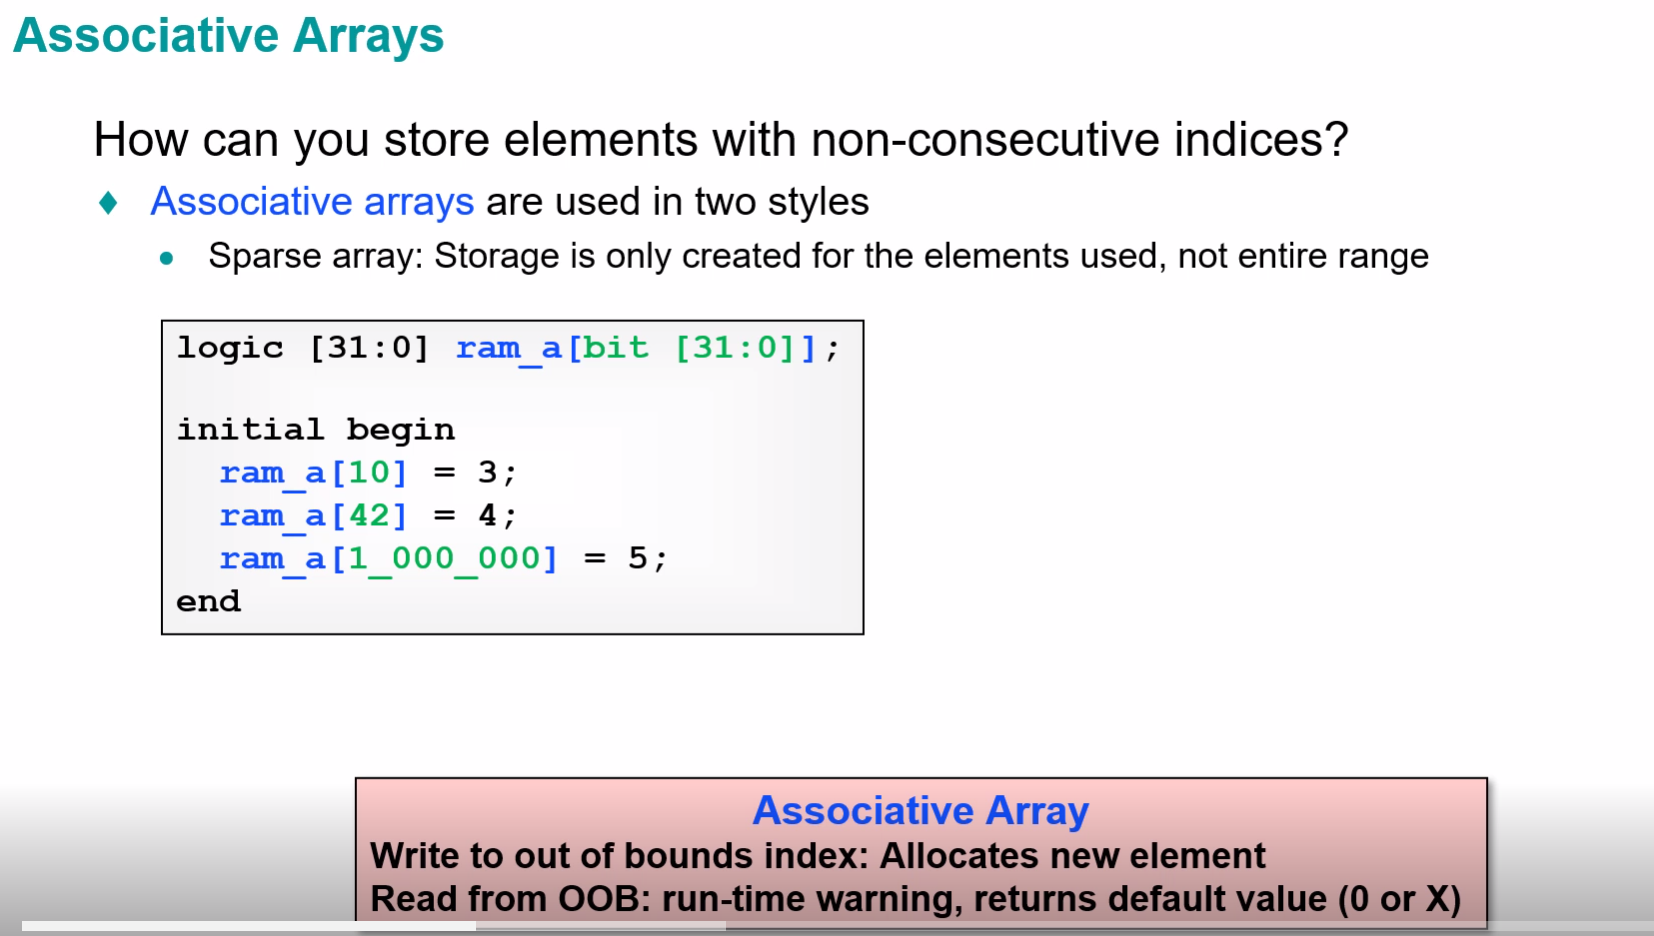 Associative Arrays
How can you store elements with non-consecutive indices?
♦ Associative arrays are used in two styles
• Sparse array: Storage is only created for the elements used, not entire range
logic [31:0] ram_a[bit [31:0]];
initial begin
ram_a[10] = 3;
ram_a[42] = 4;
ram_a[1_000_000] = 5;
end
Associative Array
Write to out of bounds index: Allocates new element
Read from OOB: run-time warning, returns default value (0 or X)